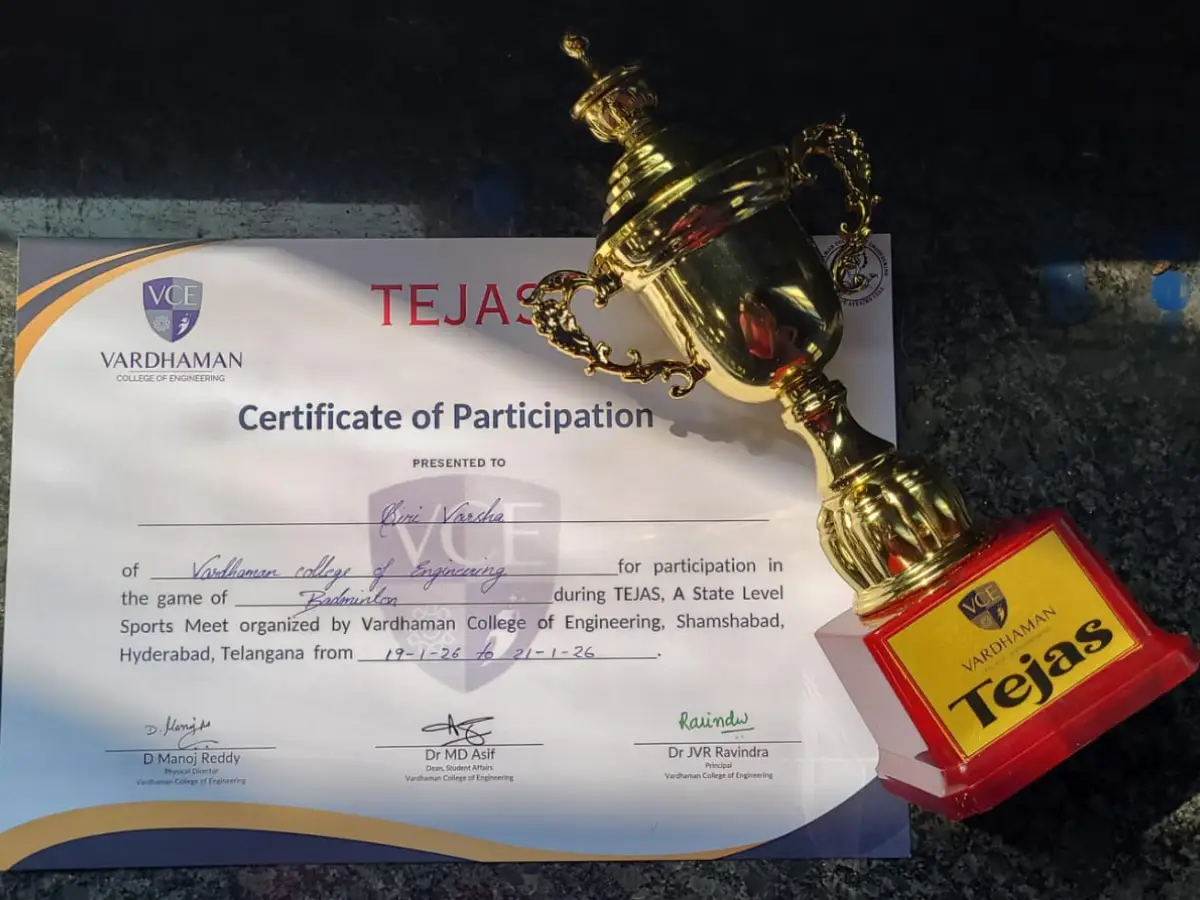 VCE
VARDHAMAN
COLLEGE OF ENGINEERING
TEJAS
Certificate of Participation
PRESENTED TO
Varsha
of Vardhaman college of Engineering for participation in
the game of Badminton during TEJAS, A State Level
Sports Meet organized by Vardhaman College of Engineering, Shamshabad,
Hyderabad, Telangana from 19-1-26 to 21-1-26.
D. Manoj Ravindra
D Manoj Reddy Dr MD Asif Dr JVR Ravindra
Physical Director Dean, Student Affairs Principal
Vardhaman College of Engineering Vardhaman College of Engineering Vardhaman College of Engineering
VCE
VCE
VARDHAMAN
Tejas